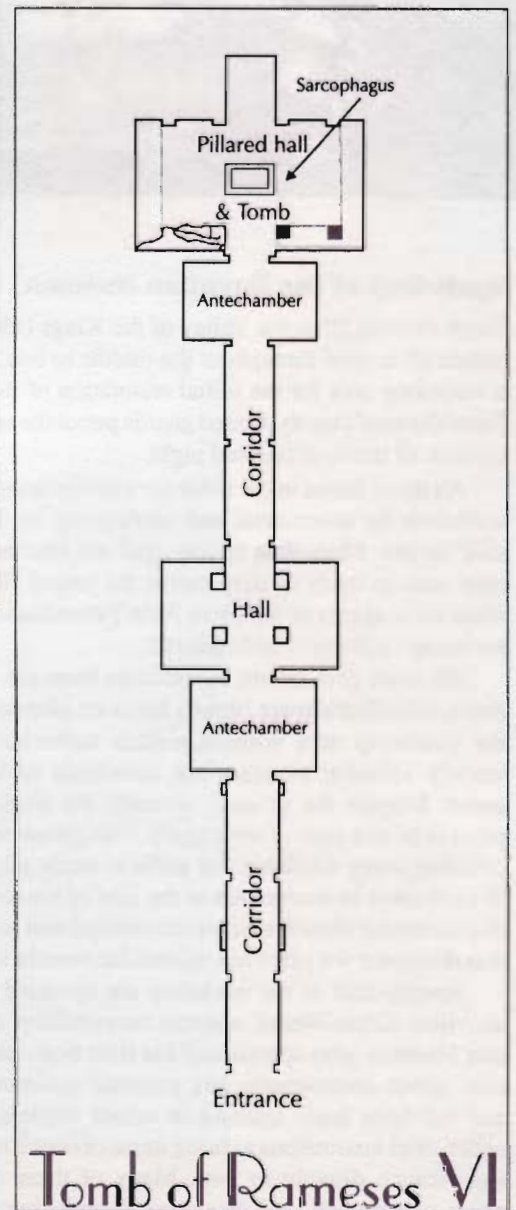 Sarcophagus
Pillared hall
& Tomb
Antechamber
Corridor
Hall
Antechamber
Corridor
Entrance
Tomb of Rameses VI